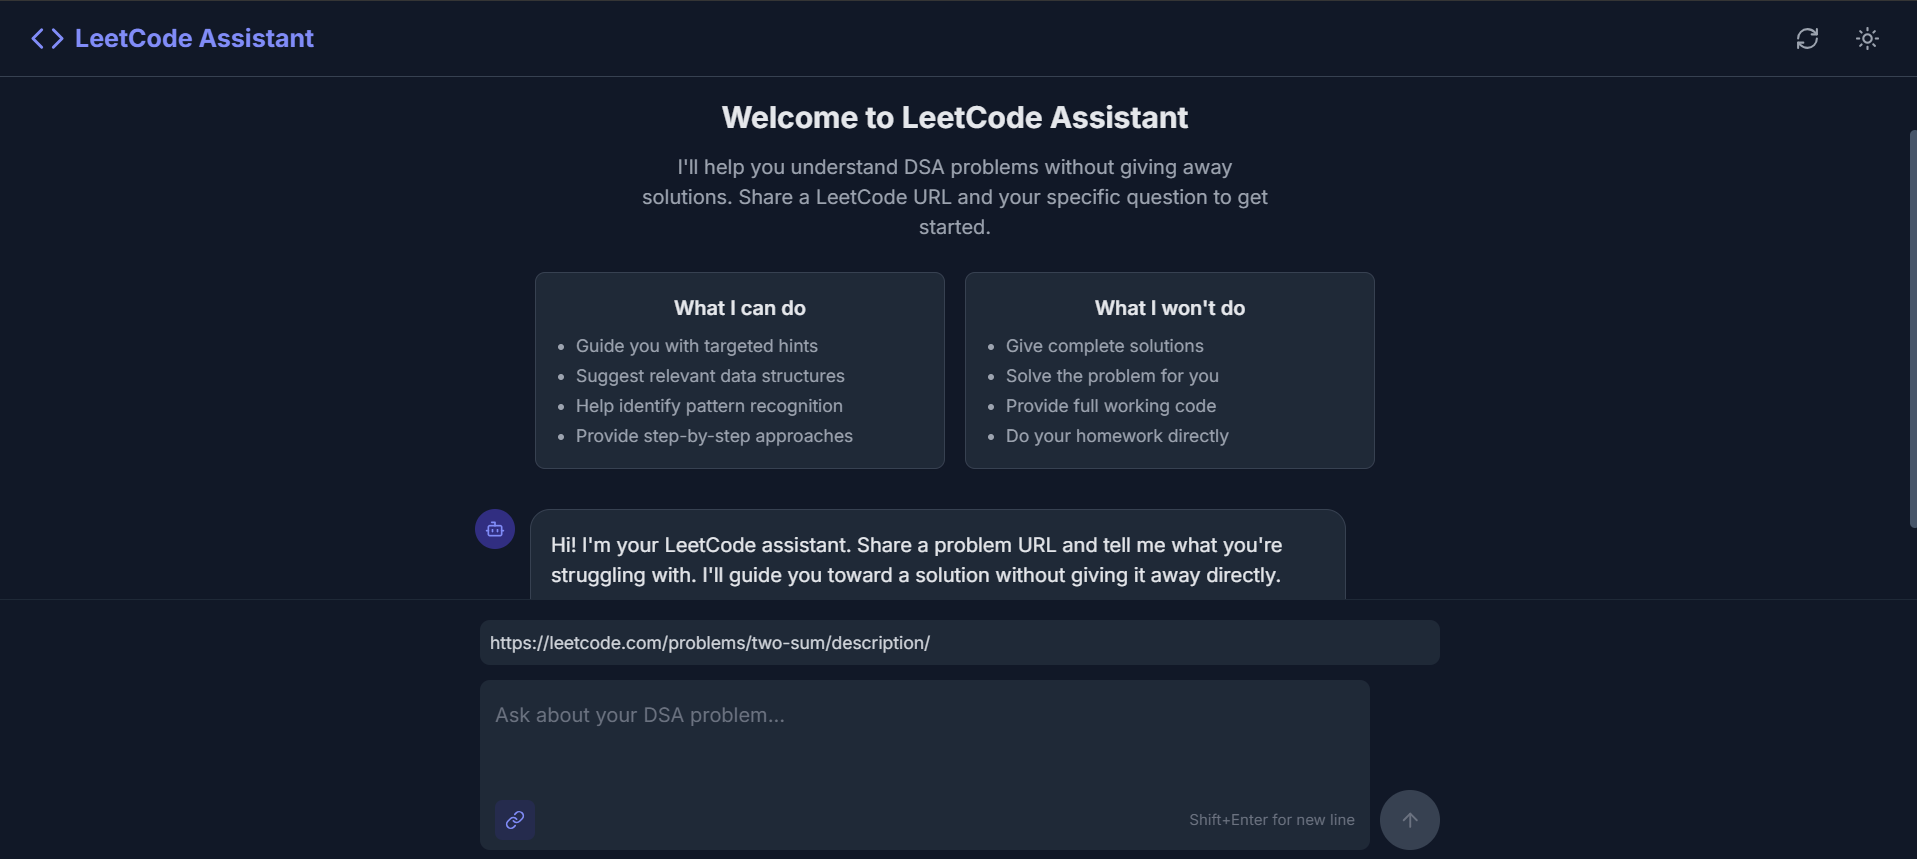 LeetCode Assistant
Welcome to LeetCode Assistant
I'll help you understand DSA problems without giving away
solutions. Share a LeetCode URL and your specific question to get
started.
What I can do
• Guide you with targeted hints
• Suggest relevant data structures
• Help identify pattern recognition
• Provide step-by-step approaches
What I won't do
• Give complete solutions
• Solve the problem for you
• Provide full working code
• Do your homework directly
Hi! I'm your LeetCode assistant. Share a problem URL and tell me what you're
struggling with. I'll guide you toward a solution without giving it away directly.
https://leetcode.com/problems/two-sum/description/
Ask about your DSA problem...
Shift+Enter for new line